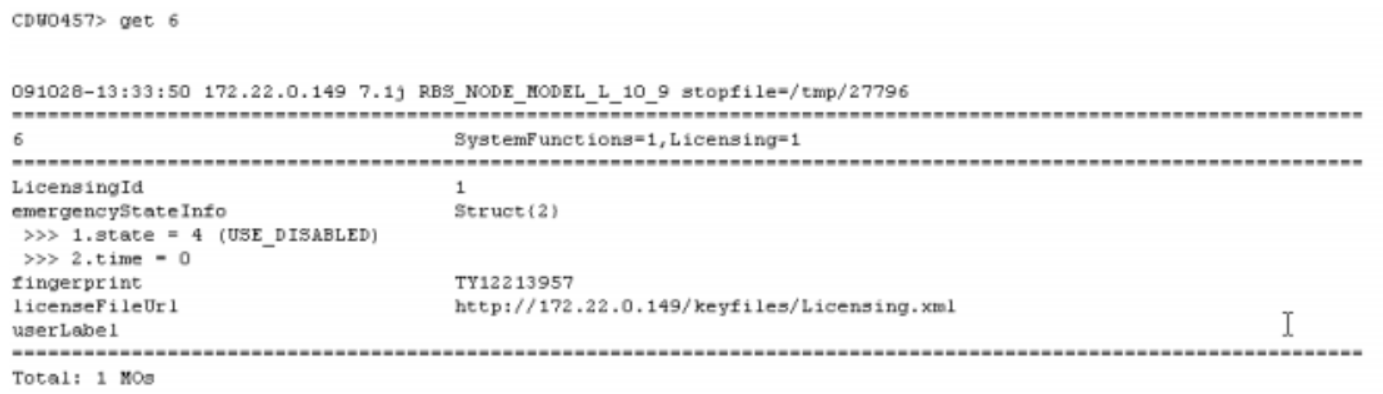 CDW0457> get 6
091028-13:33:50 172.22.0.149 7.1j RBS_NODE_MODEL_L_10_9 stopfile=/tmp/27796
=================================================================================================================
6 SystemFunctions=1,Licensing=1
=================================================================================================================
LicensingId 1
emergencyStateInfo Struct(2)
>>> 1.state = 4 (USE_DISABLED)
>>> 2.time = 0
fingerprint TY12213957
licenseFileUrl http://172.22.0.149/keyfiles/Licensing.xml
userLabel
=================================================================================================================
Total: 1 MOs